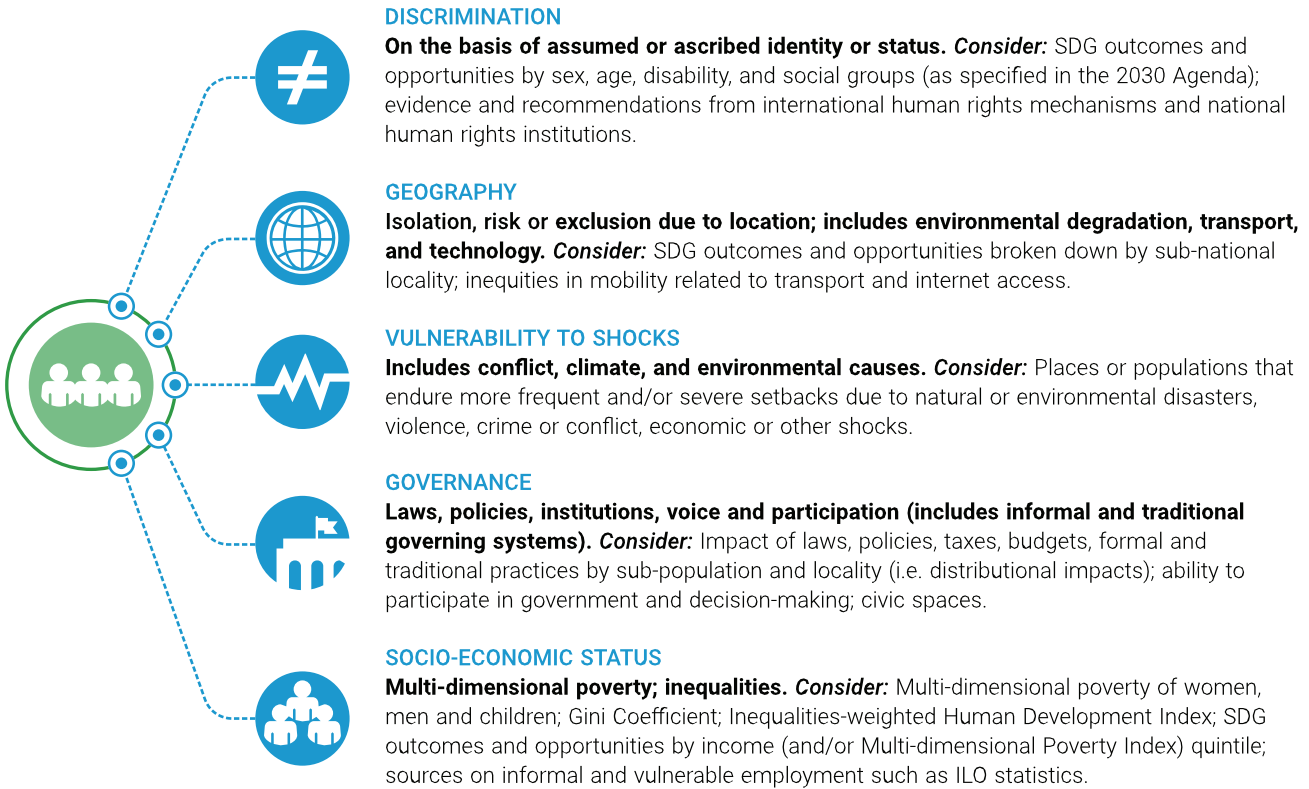 DISCRIMINATION
On the basis of assumed or ascribed identity or status. Consider: SDG outcomes and
opportunities by sex, age, disability, and social groups (as specified in the 2030 Agenda);
evidence and recommendations from international human rights mechanisms and national
human rights institutions.
GEOGRAPHY
Isolation, risk or exclusion due to location; includes environmental degradation, transport,
and technology. Consider: SDG outcomes and opportunities broken down by sub-national
locality; inequities in mobility related to transport and internet access.
VULNERABILITY TO SHOCKS
Includes conflict, climate, and environmental causes. Consider: Places or populations that
endure more frequent and/or severe setbacks due to natural or environmental disasters,
violence, crime or conflict, economic or other shocks.
GOVERNANCE
Laws, policies, institutions, voice and participation (includes informal and traditional
governing systems). Consider: Impact of laws, policies, taxes, budgets, formal and
traditional practices by sub-population and locality (i.e. distributional impacts); ability to
participate in government and decision-making; civic spaces.
SOCIO-ECONOMIC STATUS
Multi-dimensional poverty; inequalities. Consider: Multi-dimensional poverty of women,
men and children; Gini Coefficient; Inequalities-weighted Human Development Index; SDG
outcomes and opportunities by income (and/or Multi-dimensional Poverty Index) quintile;
sources on informal and vulnerable employment such as ILO statistics.